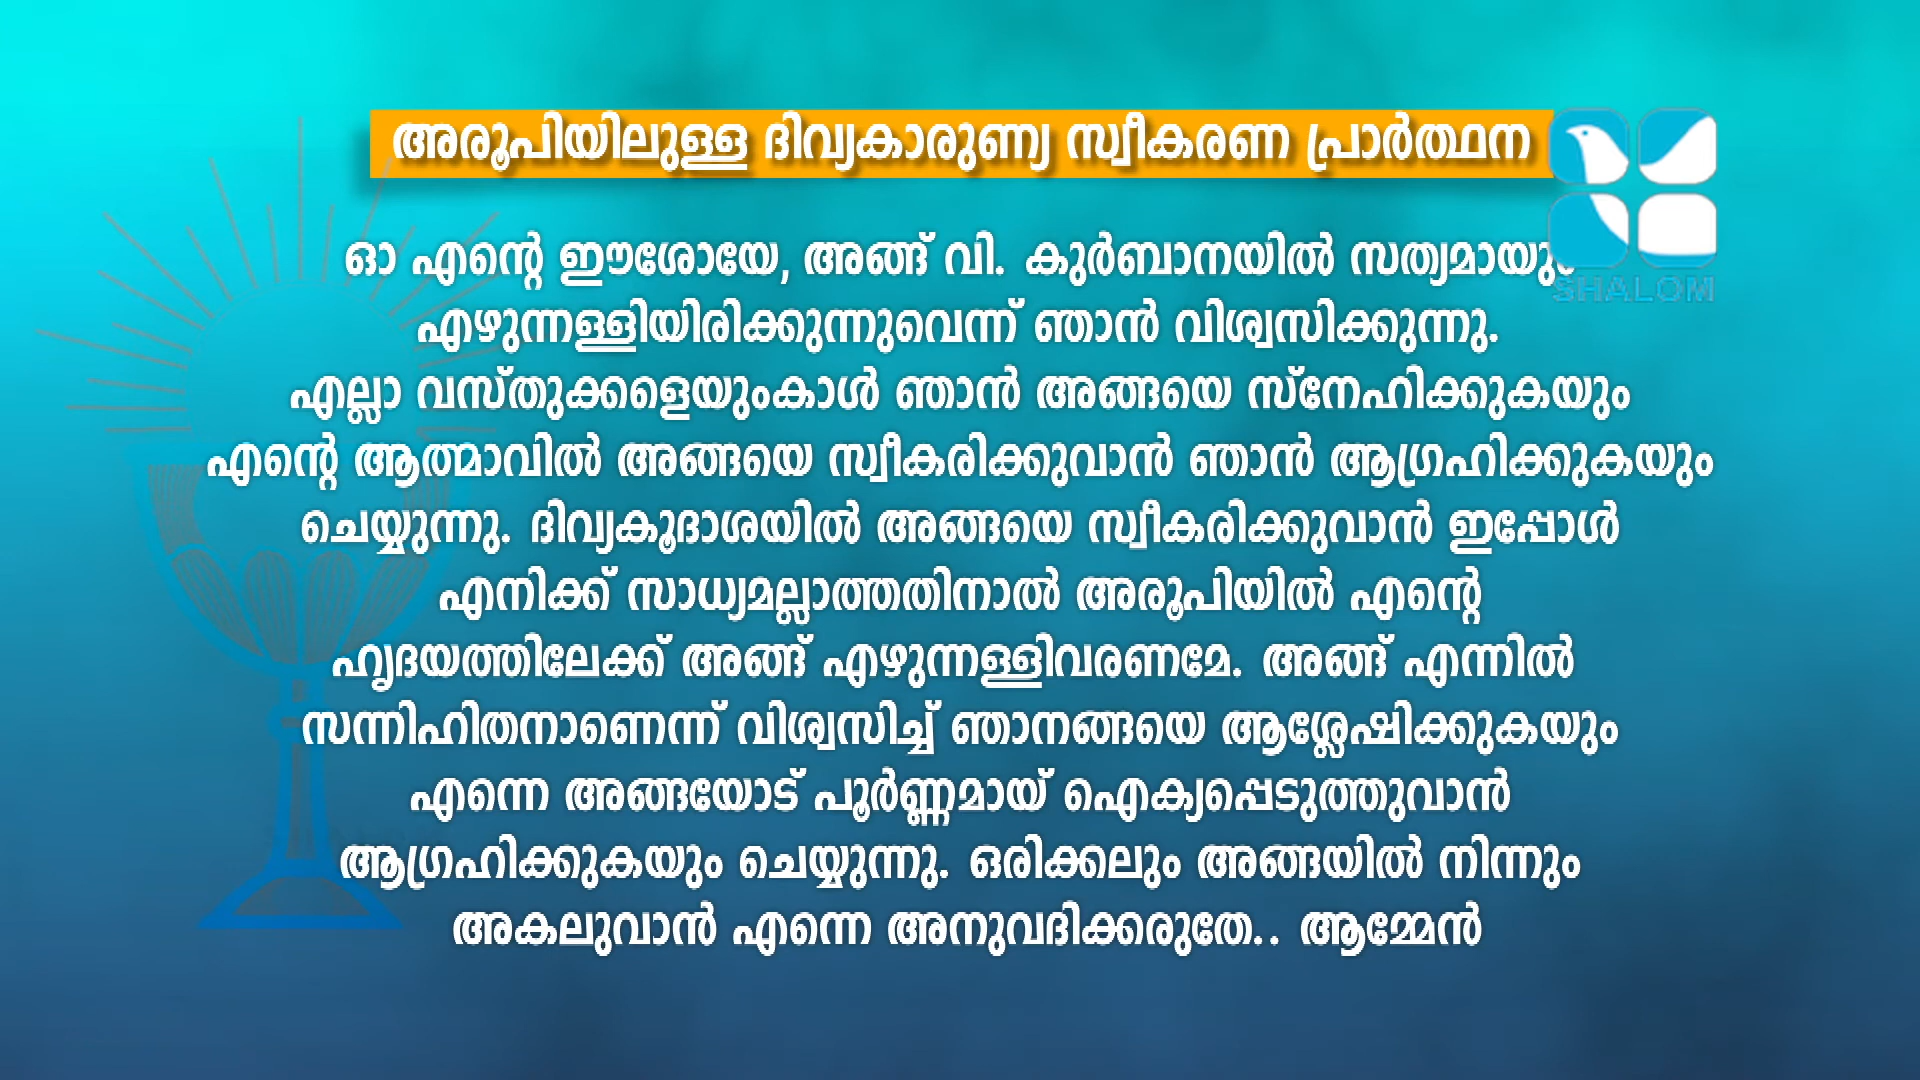 അരൂപിയിലുള്ള ദിവ്യകാരുണ്യ സ്വീകരണ പ്രാർത്ഥന
ഓ എന്റെ ഈശോയേ, അങ്ങ് വി. കുർബാനയിൽ സത്യമായും
എഴുന്നള്ളിയിരിക്കുന്നുവെന്ന് ഞാൻ വിശ്വസിക്കുന്നു.
എല്ലാ വസ്തുക്കളെയുംകാൾ ഞാൻ അങ്ങയെ സ്നേഹിക്കുകയും
എന്റെ ആത്മാവിൽ അങ്ങയെ സ്വീകരിക്കുവാൻ ഞാൻ ആഗ്രഹിക്കുകയും
ചെയ്യുന്നു. ദിവ്യകൂദാശയിൽ അങ്ങയെ സ്വീകരിക്കുവാൻ ഇപ്പോൾ
എനിക്ക് സാധ്യമല്ലാത്തതിനാൽ അരൂപിയിൽ എന്റെ
ഹൃദയത്തിലേക്ക് അങ്ങ് എഴുന്നള്ളിവരണമേ. അങ്ങ് എന്നിൽ
സന്നിഹിതനാണെന്ന് വിശ്വസിച്ച് ഞാനങ്ങയെ ആശ്ലേഷിക്കുകയും
എന്നെ അങ്ങയോട് പൂർണ്ണമായ് ഐക്യപ്പെടുത്തുവാൻ
ആഗ്രഹിക്കുകയും ചെയ്യുന്നു. ഒരിക്കലും അങ്ങയിൽ നിന്നും
അകലുവാൻ എന്നെ അനുവദിക്കരുതേ.. ആമ്മേൻ
SHALOM